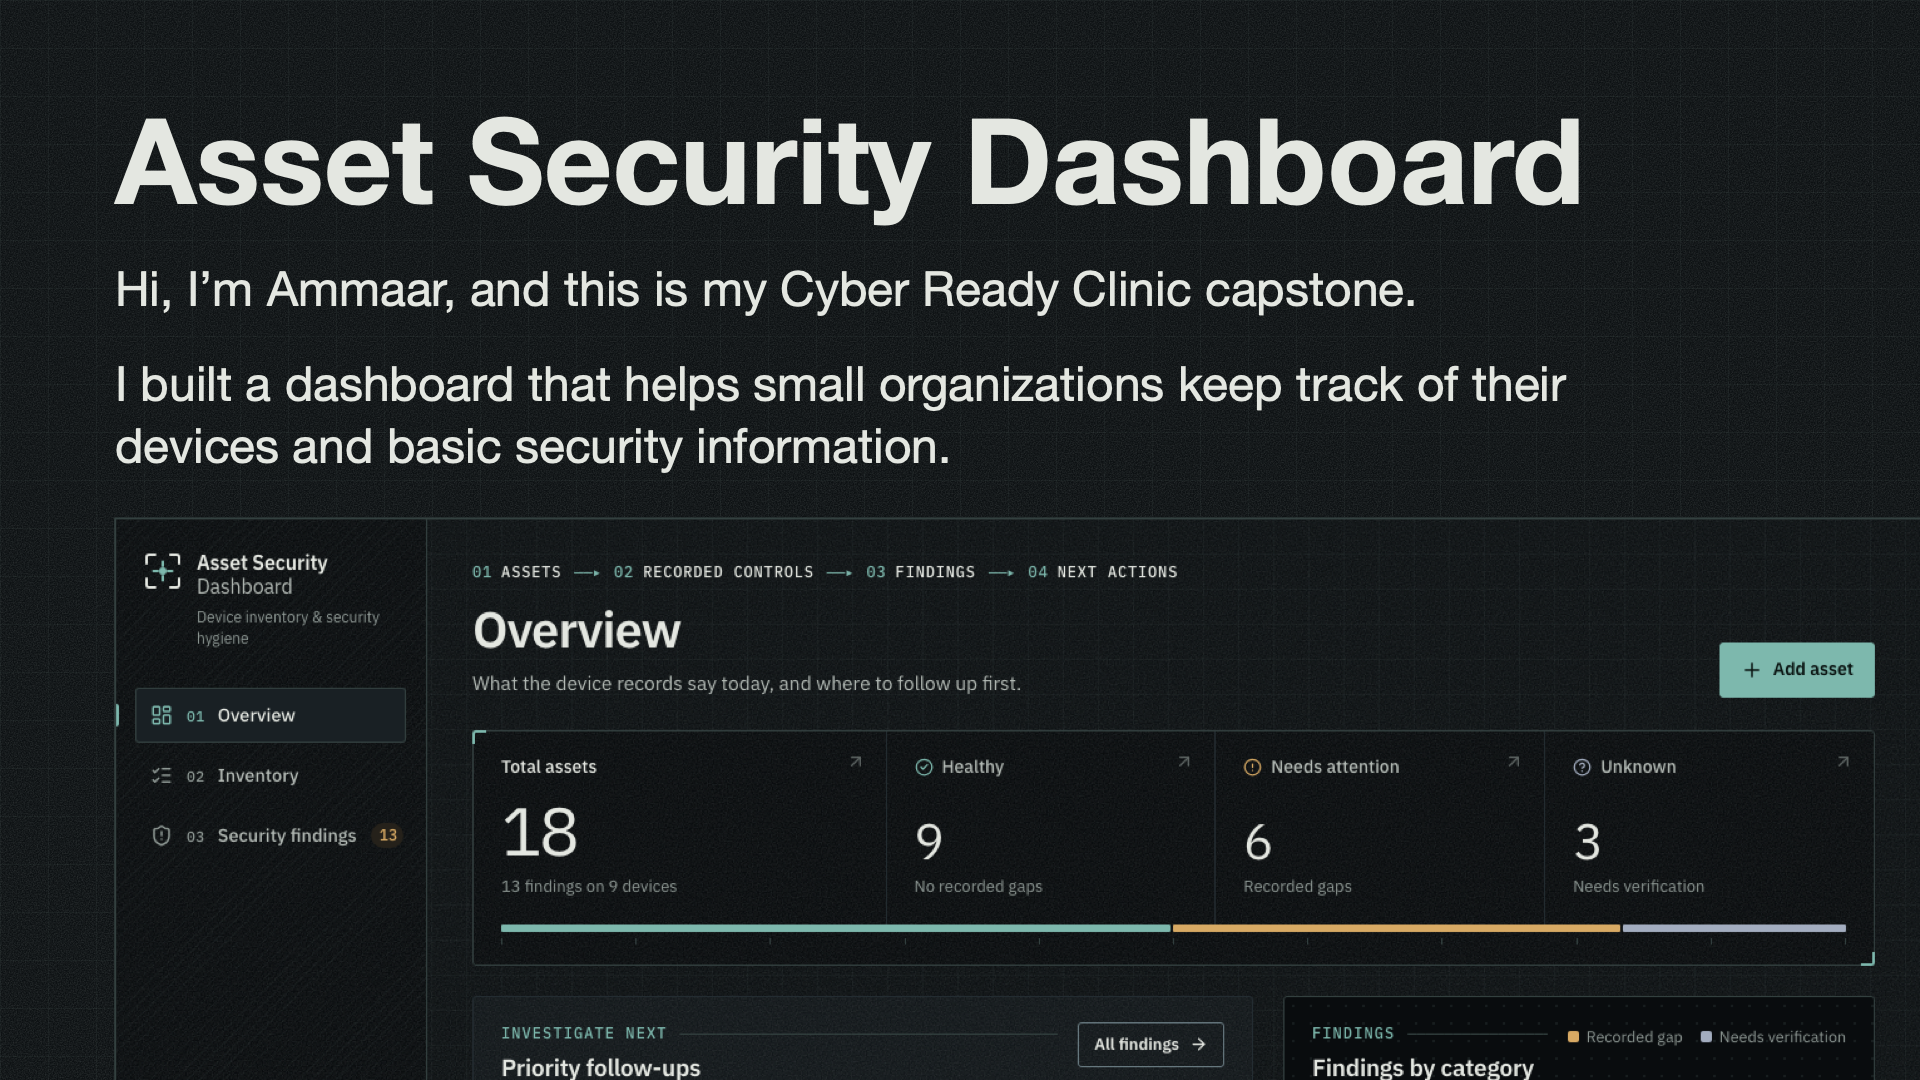 Asset Security Dashboard
Hi, I’m Ammaar, and this is my Cyber Ready Clinic capstone.
I built a dashboard that helps small organizations keep track of their
devices and basic security information.
Asset Security
Dashboard
Device inventory & security
hygiene
01 Overview
02 Inventory
03 Security findings 13
01 ASSETS → 02 RECORDED CONTROLS → 03 FINDINGS → 04 NEXT ACTIONS
Overview
What the device records say today, and where to follow up first.
+ Add asset
Total assets
18
13 findings on 9 devices
Healthy
9
No recorded gaps
Needs attention
6
Recorded gaps
Unknown
3
Needs verification
INVESTIGATE NEXT
Priority follow-ups
All findings →
FINDINGS
Recorded gap
Needs verification
Findings by category